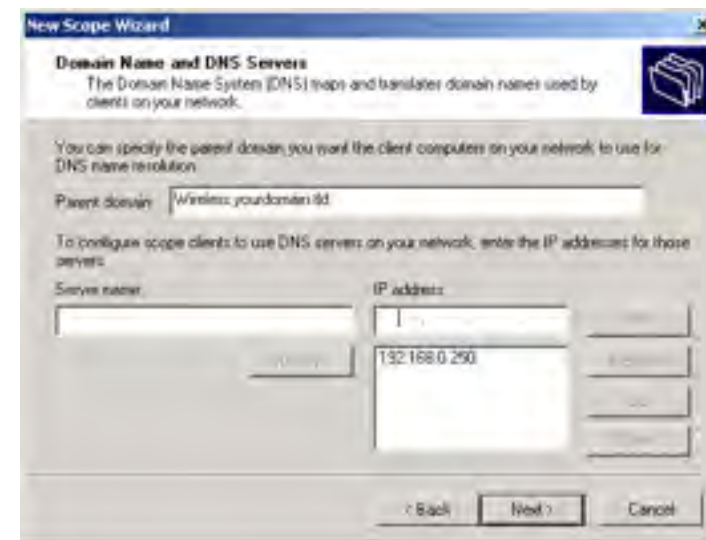 New Scope Wizard
Domain Name and DNS Servers
The Domain Name System (DNS) maps and translates domain names used by
clients on your network.
You can specify the parent domain you want the client computers on your network to use for
DNS name resolution.
Parent domain: Wireless.yourdomain.tld
To configure scope clients to use DNS servers on your network, enter the IP addresses for those
servers.
Server name: IP address:
192.168.0.250
< Back Next > Cancel